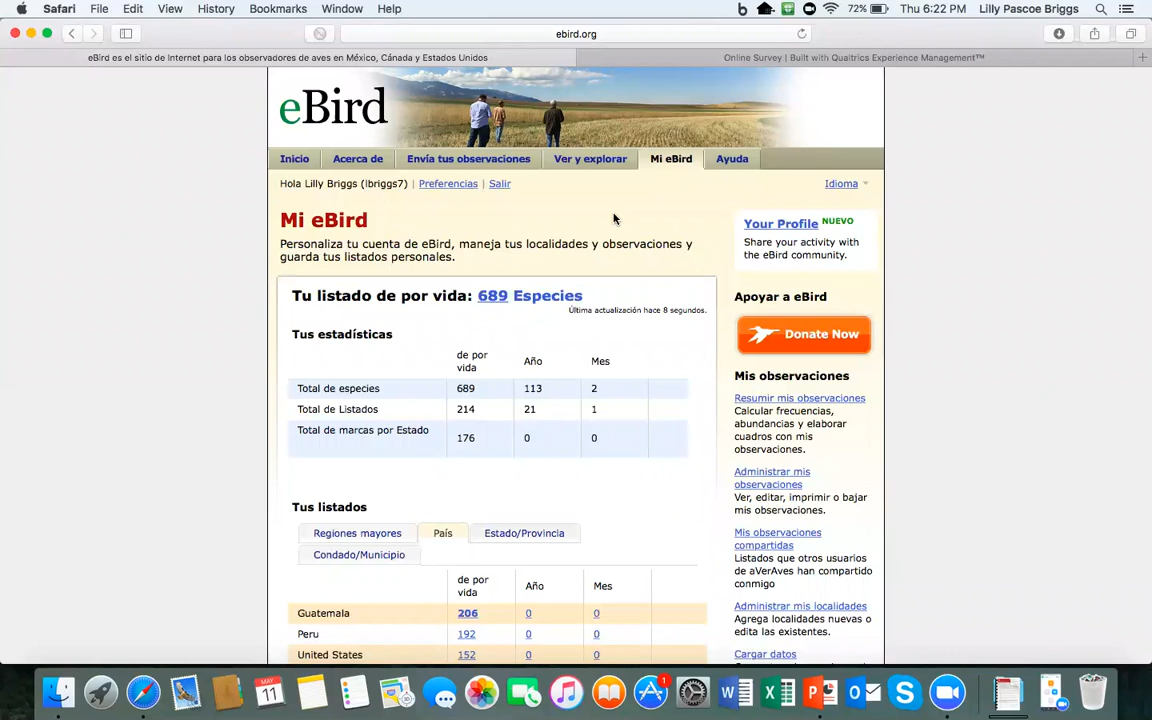 Safari File Edit View History Bookmarks Window Help 72% Thu 6:22 PM Lilly Pascoe Briggs
ebird.org
eBird es el sitio de Internet para los observadores de aves en México, Cánada y Estados Unidos
Online Survey | Built with Qualtrics Experience Management™
eBird
Inicio Acerca de Envía tus observaciones Ver y explorar Mi eBird Ayuda
Hola Lilly Briggs (lbriggs7) | Preferencias | Salir Idioma
Mi eBird
Personaliza tu cuenta de eBird, maneja tus localidades y observaciones y
guarda tus listados personales.
Tu listado de por vida: 689 Especies
Última actualización hace 8 segundos.
Tus estadísticas
de por
vida Año Mes
Total de especies 689 113 2
Total de Listados 214 21 1
Total de marcas por Estado 176 0 0
Tus listados
Regiones mayores País Estado/Provincia
Condado/Municipio
de por
vida Año Mes
Guatemala 206 0 0
Peru 192 0 0
United States 152 0 0
Your Profile NUEVO
Share your activity with
the eBird community.
Apoyar a eBird
Donate Now
Mis observaciones
Resumir mis observaciones
Calcular frecuencias,
abundancias y elaborar
cuadros con mis
observaciones.
Administrar mis
observaciones
Ver, editar, imprimir o bajar
mis observaciones.
Mis observaciones
compartidas
Listados que otros usuarios
de aVerAves han compartido
conmigo
Administrar mis localidades
Agrega localidades nuevas o
edita las existentes.
Cargar datos
MAY
11
1